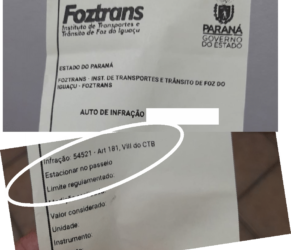 Foztrans
Instituto de Transportes e
Trânsito de Foz do Iguaçu
PARANÁ
GOVERNO
DO ESTADO
ESTADO DO PARANÁ
FOZTRANS - INST. DE TRANSPORTES E TRÂNSITO DE FOZ DO
IGUAÇU - FOZTRANS
AUTO DE INFRAÇÃO
Infração: 54521 - Art 181, VIII do CTB
Estacionar no passeio
Limite regulamentado:
Valor considerado:
Unidade:
Instrumento